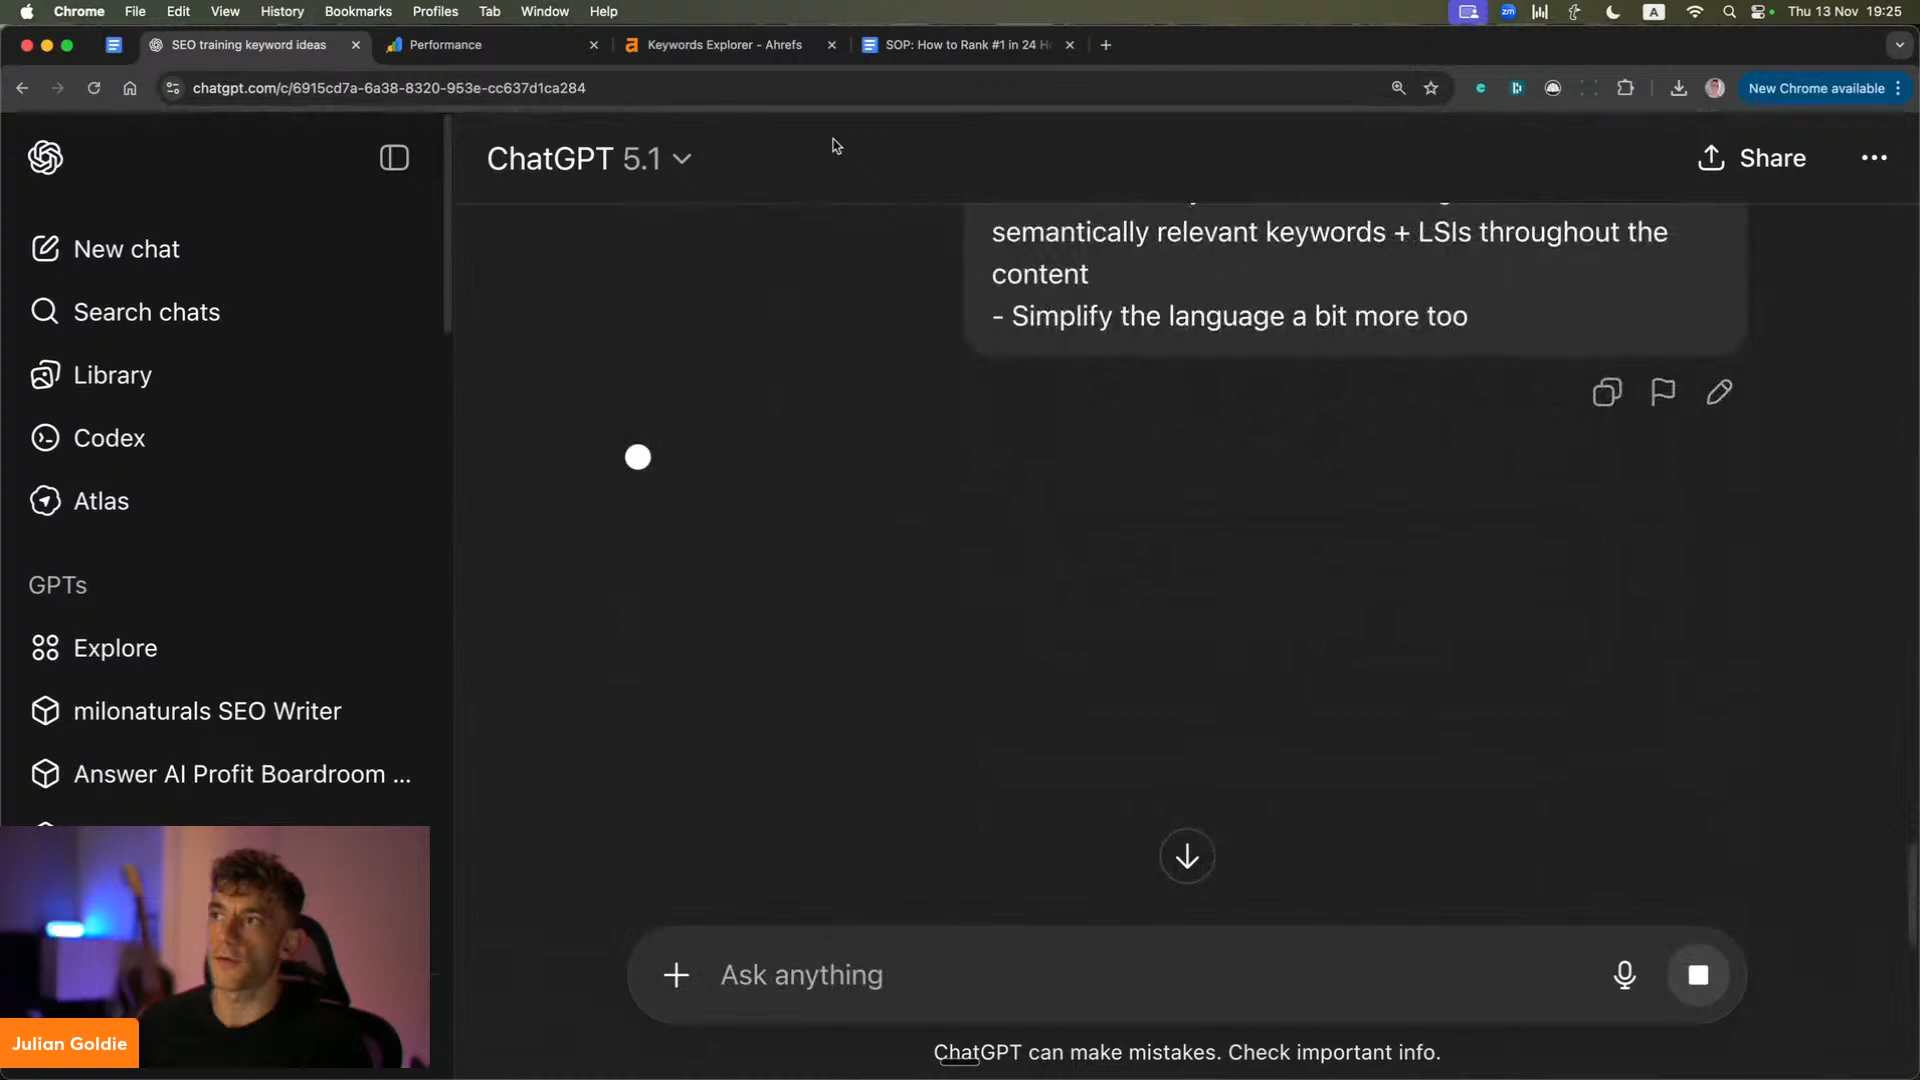 Chrome File Edit View History Bookmarks Profiles Tab Window Help
zm A Thu 13 Nov 19:25
SEO training keyword ideas
Performance
Keywords Explorer - Ahrefs
SOP: How to Rank #1 in 24 H
chatgpt.com/c/6915cd7a-6a38-8320-953e-cc637d1ca284
New Chrome available
ChatGPT 5.1
Share
New chat
Search chats
Library
Codex
Atlas
GPTs
Explore
milonaturals SEO Writer
Answer AI Profit Boardroom ...
semantically relevant keywords + LSIs throughout the
content
- Simplify the language a bit more too
Ask anything
ChatGPT can make mistakes. Check important info.
Julian Goldie